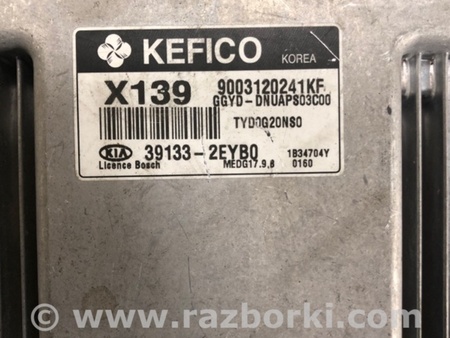 KEFICO KOREA
X139 9003120241KF
GGYD-DNUAPS03C00
TYD0G20NS0
KIA 39133-2EYB0 1B34704Y
Licence Bosch MEDG17.9,8 0160
© www.razborki.com